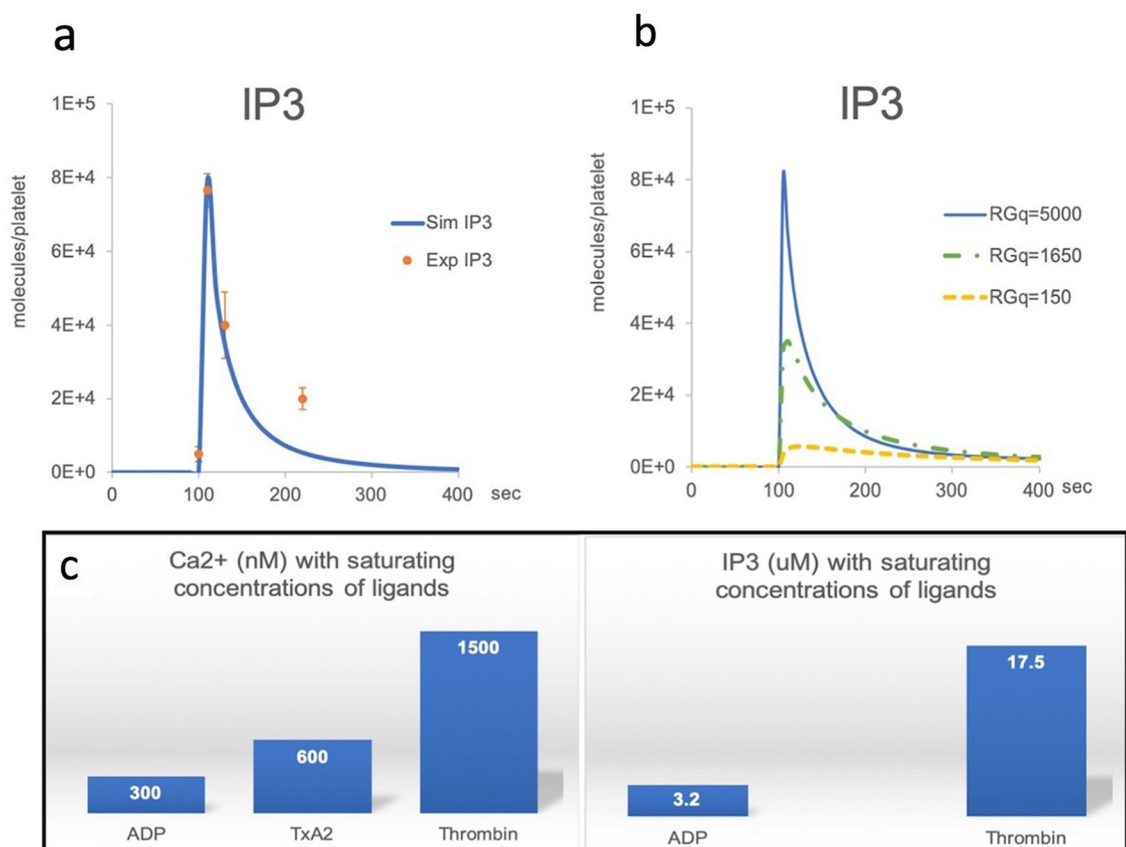 a
IP3
1E+5
8E+4
6E+4
4E+4
2E+4
0E+0
molecules/platelet
0 100 200 300 400 sec
Sim IP3
Exp IP3
b
IP3
1E+5
8E+4
6E+4
4E+4
2E+4
0E+0
molecules/platelet
0 100 200 300 400 sec
RGq=5000
RGq=1650
RGq=150
c
Ca2+ (nM) with saturating
concentrations of ligands
300
600
1500
ADP TxA2 Thrombin
IP3 (uM) with saturating
concentrations of ligands
3.2
17.5
ADP Thrombin